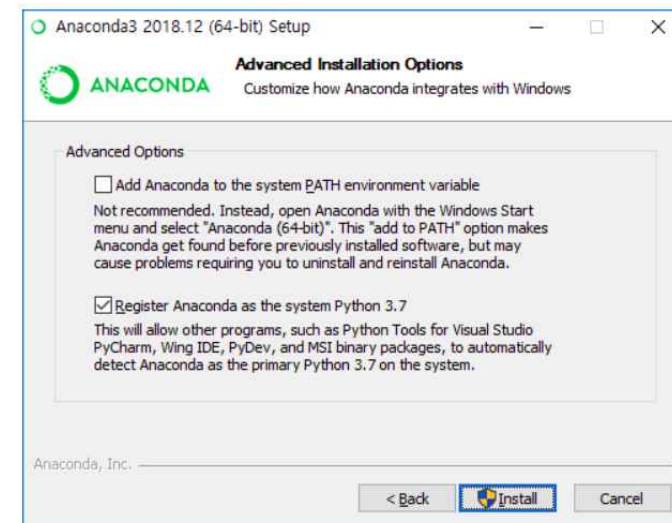 Anaconda3 2018.12 (64-bit) Setup
ANACONDA
Advanced Installation Options
Customize how Anaconda integrates with Windows
Advanced Options
Add Anaconda to the system PATH environment variable
Not recommended. Instead, open Anaconda with the Windows Start
menu and select "Anaconda (64-bit)". This "add to PATH" option makes
Anaconda get found before previously installed software, but may
cause problems requiring you to uninstall and reinstall Anaconda.
Register Anaconda as the system Python 3.7
This will allow other programs, such as Python Tools for Visual Studio
PyCharm, Wing IDE, PyDev, and MSI binary packages, to automatically
detect Anaconda as the primary Python 3.7 on the system.
Anaconda, Inc.
< Back Install Cancel